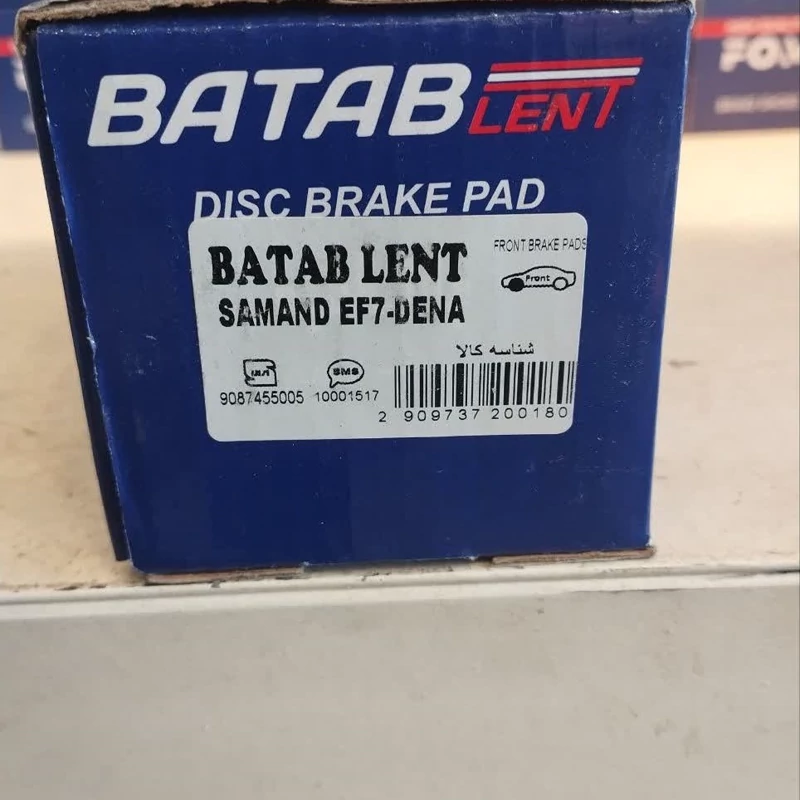 BATAB LENT
DISC BRAKE PAD
BATAB LENT
SAMAND EF7-DENA
FRONT BRAKE PADS
Front
شناسه کالا
SMS
9087455005
10001517
2 909737 200180